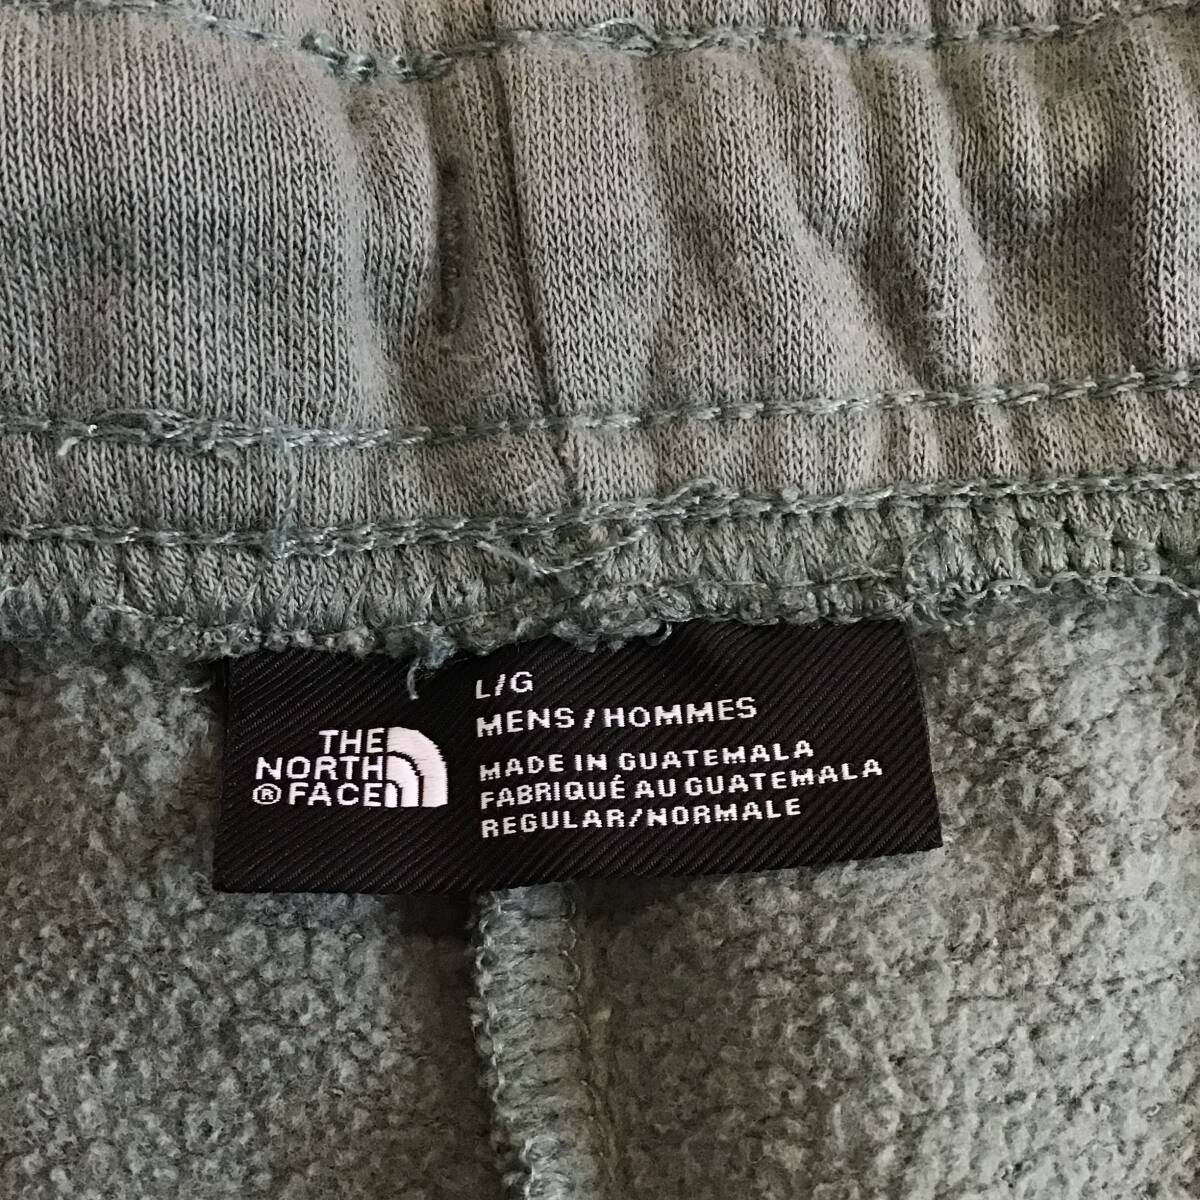 THE
NORTH
® FACE
L/G
MENS / HOMMES
MADE IN GUATEMALA
FABRIQUÉ AU GUATEMALA
REGULAR/NORMALE